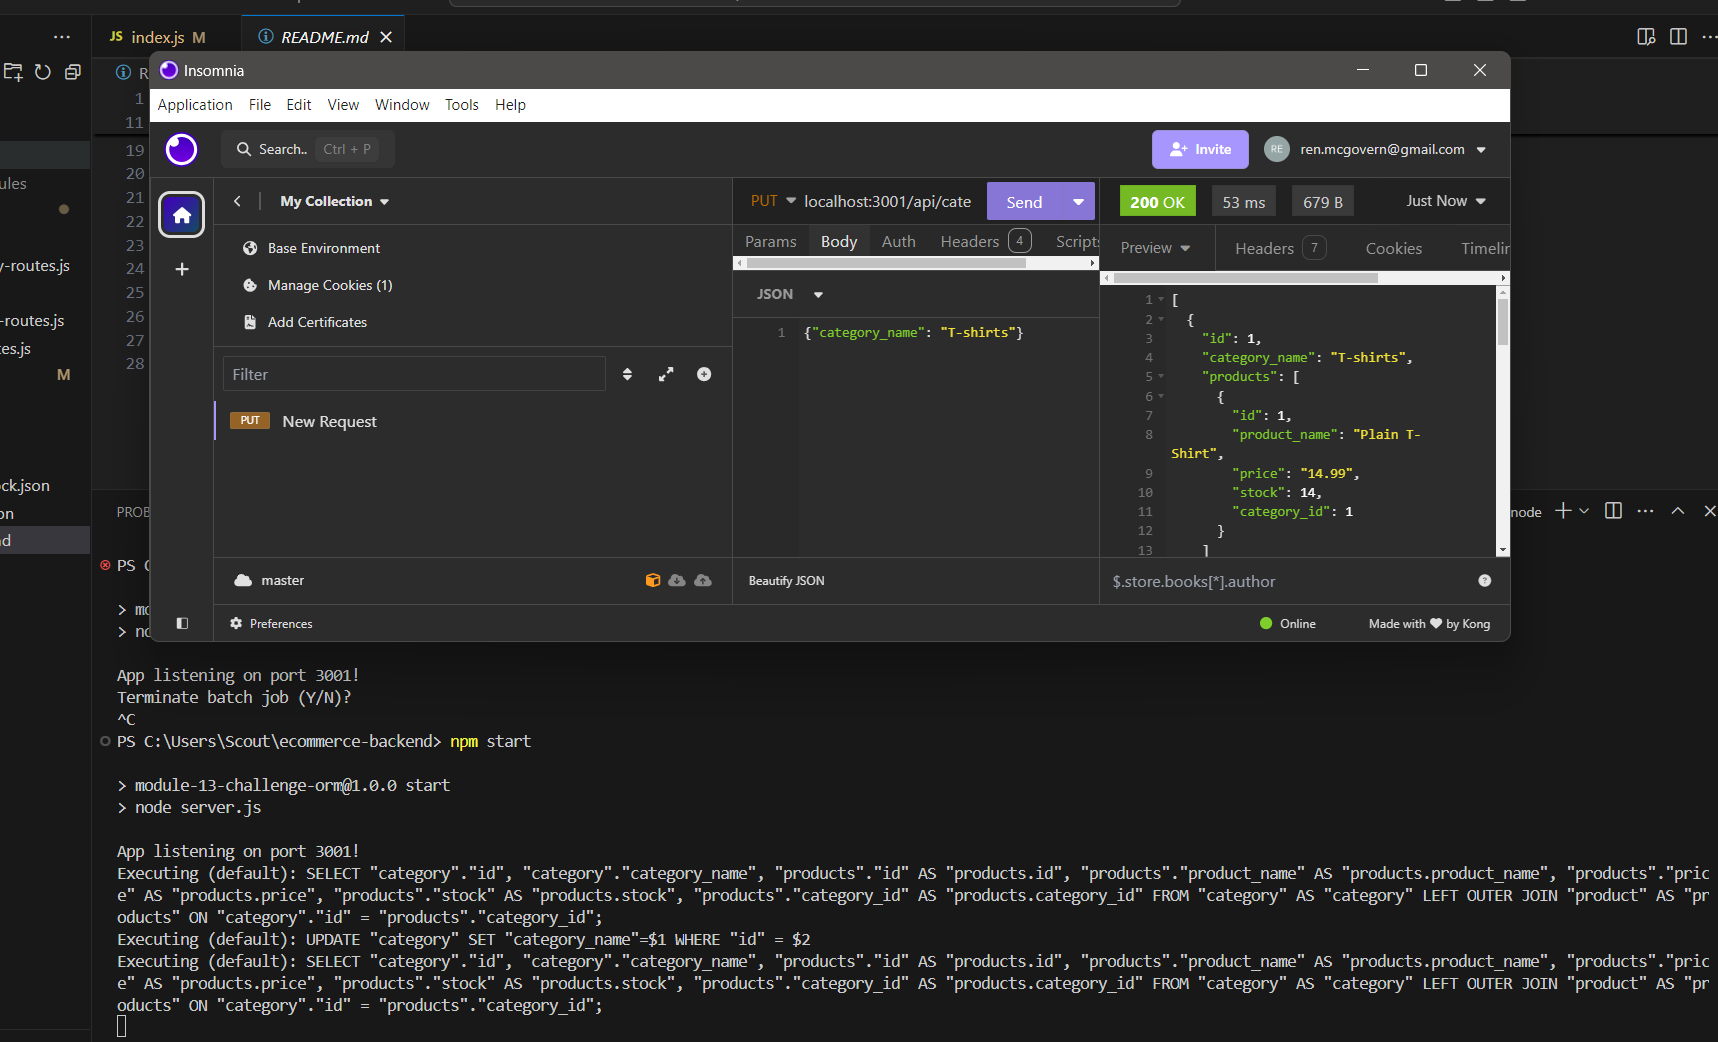 JS index.js M
README.md
Insomnia
Application File Edit View Window Tools Help
Search.. Ctrl + P
Invite
RE ren.mcgovern@gmail.com
My Collection
PUT localhost:3001/api/cate
Send
200 OK 53 ms 679 B
Just Now
Params Body Auth Headers 4 Scripts
Preview Headers 7 Cookies
Base Environment
Manage Cookies (1)
Add Certificates
JSON
1 {"category_name": "T-shirts"}
1 [
2 {
3 "id": 1,
4 "category_name": "T-shirts",
5 "products": [
6 {
7 "id": 1,
8 "product_name": "Plain T-
Shirt",
9 "price": "14.99",
10 "stock": 14,
11 "category_id": 1
12 }
13 ]
Filter
PUT New Request
master
Beautify JSON
$.store.books[*].author
Preferences
Online
Made with ❤ by Kong
1
11
19
20
21
22
23
24
25
26
27
28
ules
y-routes.js
-routes.js
es.js
M
ck.json
on
d
PROB
node
PS C
> mo
> no
App listening on port 3001!
Terminate batch job (Y/N)?
^C
PS C:\Users\Scout\ecommerce-backend> npm start
> module-13-challenge-orm@1.0.0 start
> node server.js
App listening on port 3001!
Executing (default): SELECT "category"."id", "category"."category_name", "products"."id" AS "products.id", "products"."product_name" AS "products.product_name", "products"."pric
e" AS "products.price", "products"."stock" AS "products.stock", "products"."category_id" AS "products.category_id" FROM "category" AS "category" LEFT OUTER JOIN "product" AS "pr
oducts" ON "category"."id" = "products"."category_id";
Executing (default): UPDATE "category" SET "category_name"=$1 WHERE "id" = $2
Executing (default): SELECT "category"."id", "category"."category_name", "products"."id" AS "products.id", "products"."product_name" AS "products.product_name", "products"."pric
e" AS "products.price", "products"."stock" AS "products.stock", "products"."category_id" AS "products.category_id" FROM "category" AS "category" LEFT OUTER JOIN "product" AS "pr
oducts" ON "category"."id" = "products"."category_id";